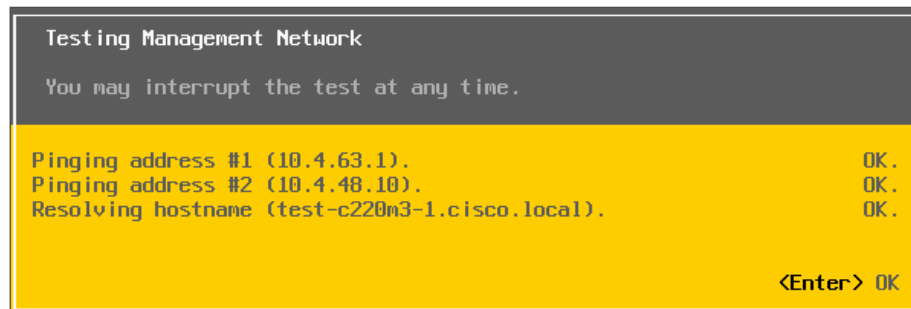 Testing Management Network
You may interrupt the test at any time.
Pinging address #1 (10.4.63.1). OK.
Pinging address #2 (10.4.48.10). OK.
Resolving hostname (test-c220m3-1.cisco.local). OK.
<Enter> OK